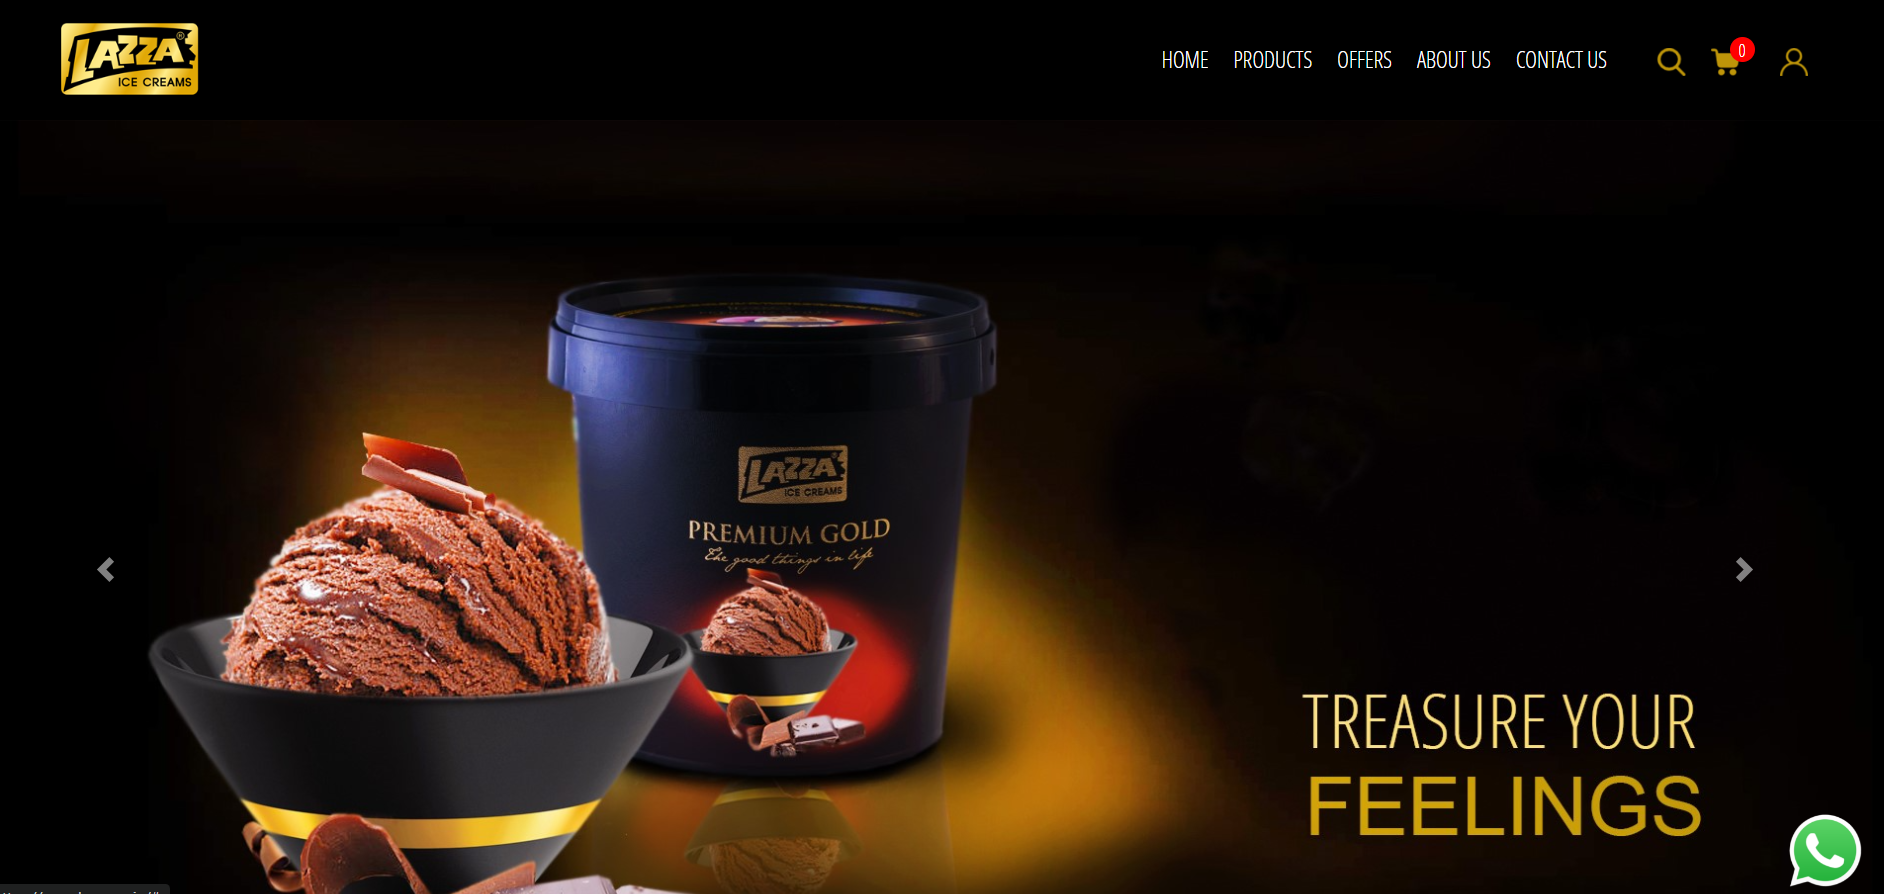 LAZZA®
ICE CREAMS
HOME PRODUCTS OFFERS ABOUT US CONTACT US
0
LAZZA
ICE CREAMS
PREMIUM GOLD
The good things in life
TREASURE YOUR
FEELINGS